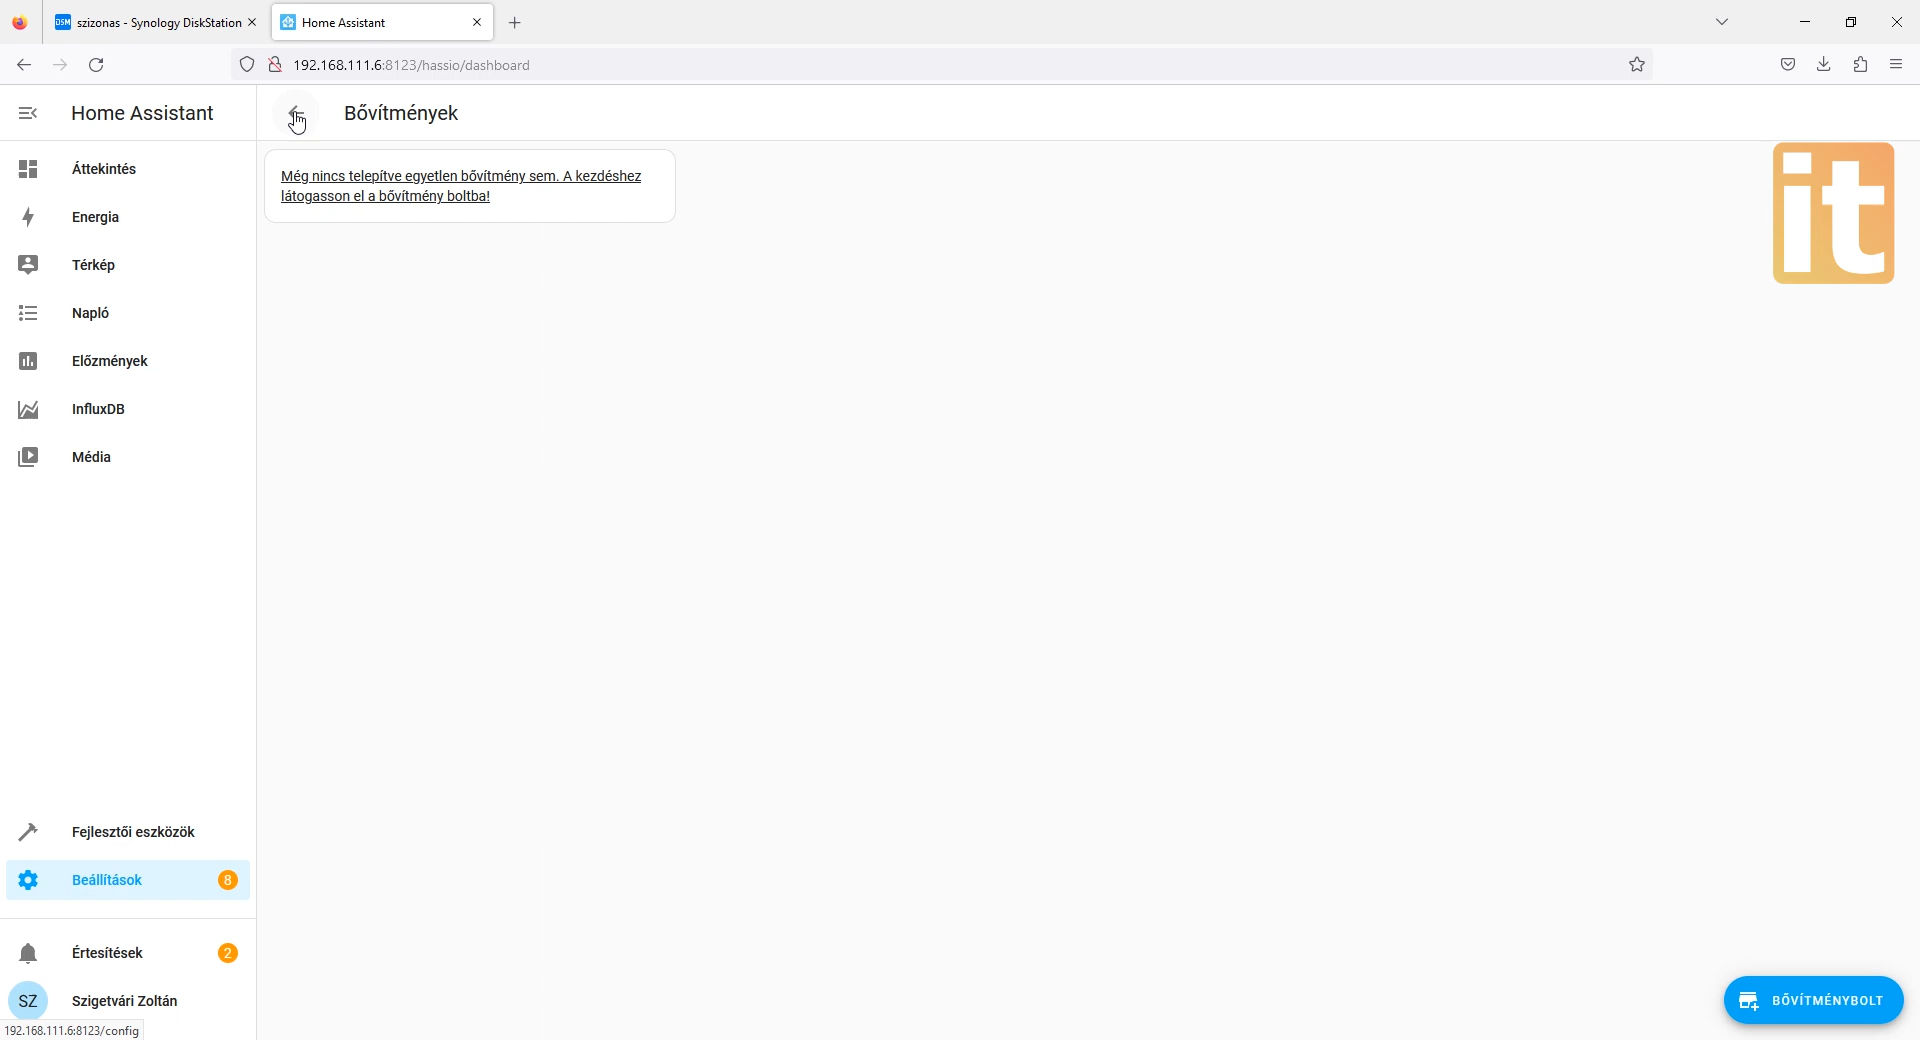 szizonas - Synology DiskStation
Home Assistant
192.168.111.6:8123/hassio/dashboard
Home Assistant
Bővítmények
Áttekintés
Energia
Térkép
Napló
Előzmények
InfluxDB
Média
Még nincs telepítve egyetlen bővítmény sem. A kezdéshez
látogasson el a bővítmény boltba!
it
Fejlesztői eszközök
Beállítások 8
Értesítések 2
SZ Szigetvári Zoltán
BŐVÍTMÉNYBOLT
192.168.111.6:8123/config